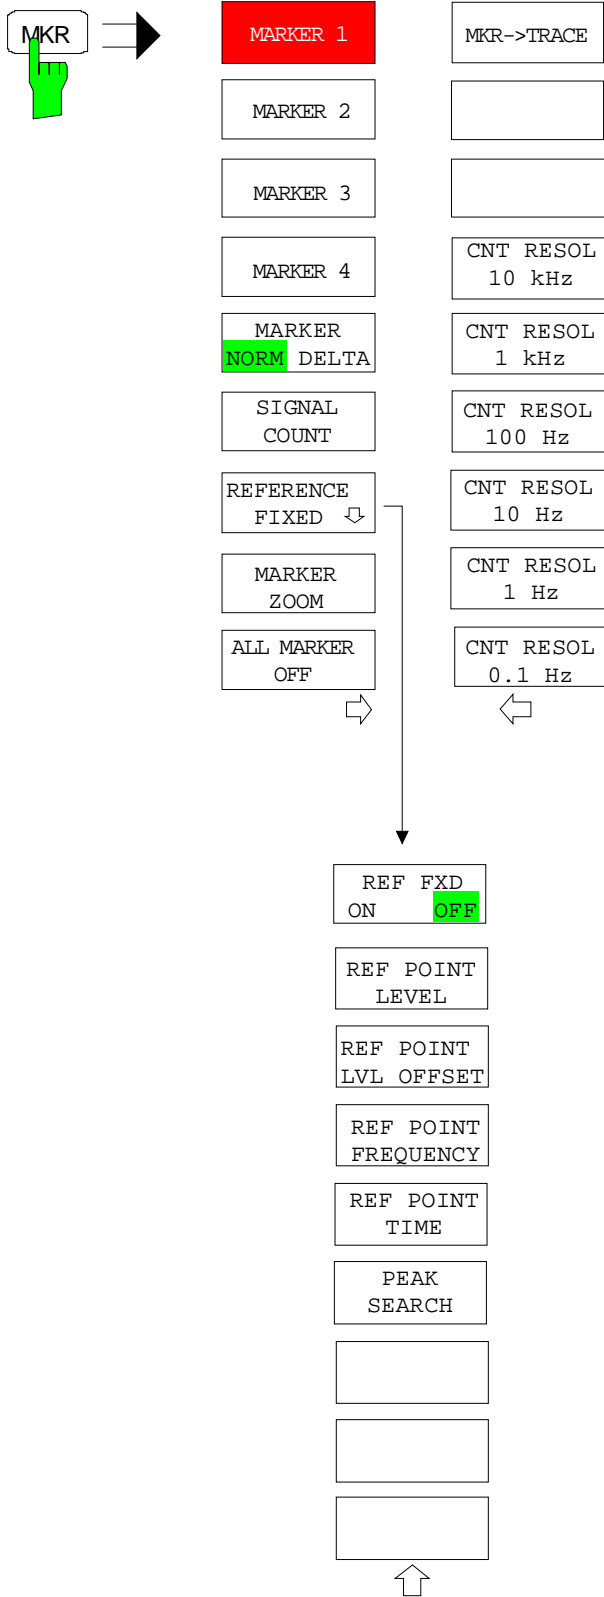 MKR
MARKER 1
MARKER 2
MARKER 3
MARKER 4
MARKER
NORM DELTA
SIGNAL
COUNT
REFERENCE
FIXED
MARKER
ZOOM
ALL MARKER
OFF
MKR->TRACE
CNT RESOL
10 kHz
CNT RESOL
1 kHz
CNT RESOL
100 Hz
CNT RESOL
10 Hz
CNT RESOL
1 Hz
CNT RESOL
0.1 Hz
REF FXD
ON OFF
REF POINT
LEVEL
REF POINT
LVL OFFSET
REF POINT
FREQUENCY
REF POINT
TIME
PEAK
SEARCH